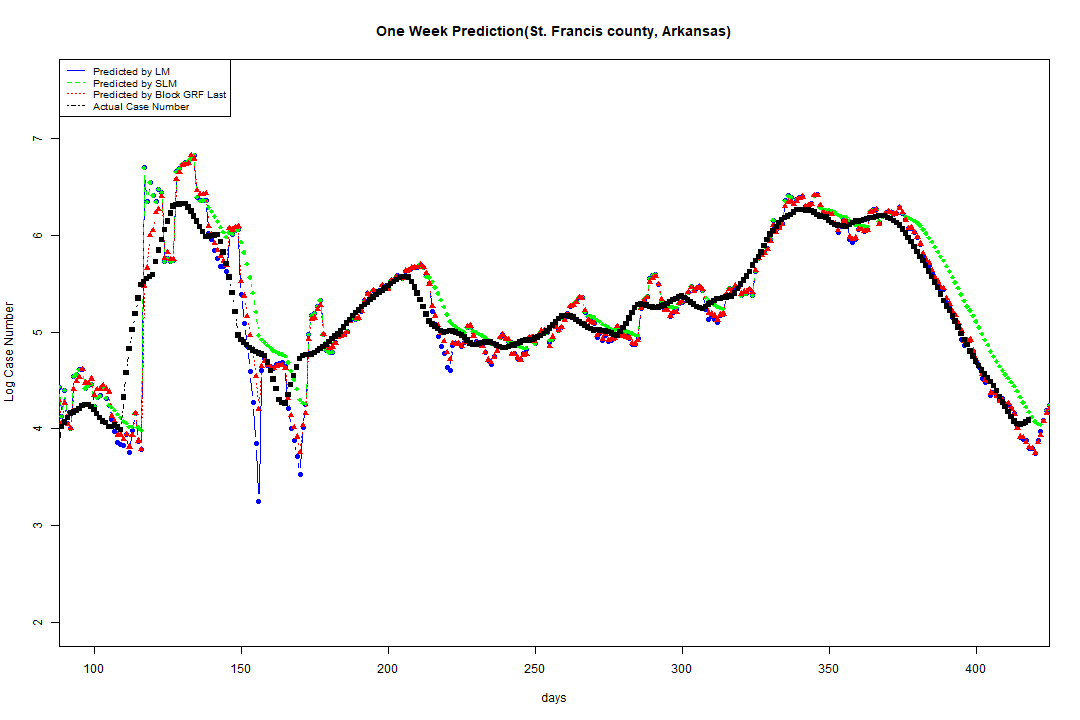 One Week Prediction(St. Francis county, Arkansas)
Predicted by LM
Predicted by SLM
Predicted by Block GRF Last
Actual Case Number
7
6
5
4
3
2
Log Case Number
100 150 200 250 300 350 400
days